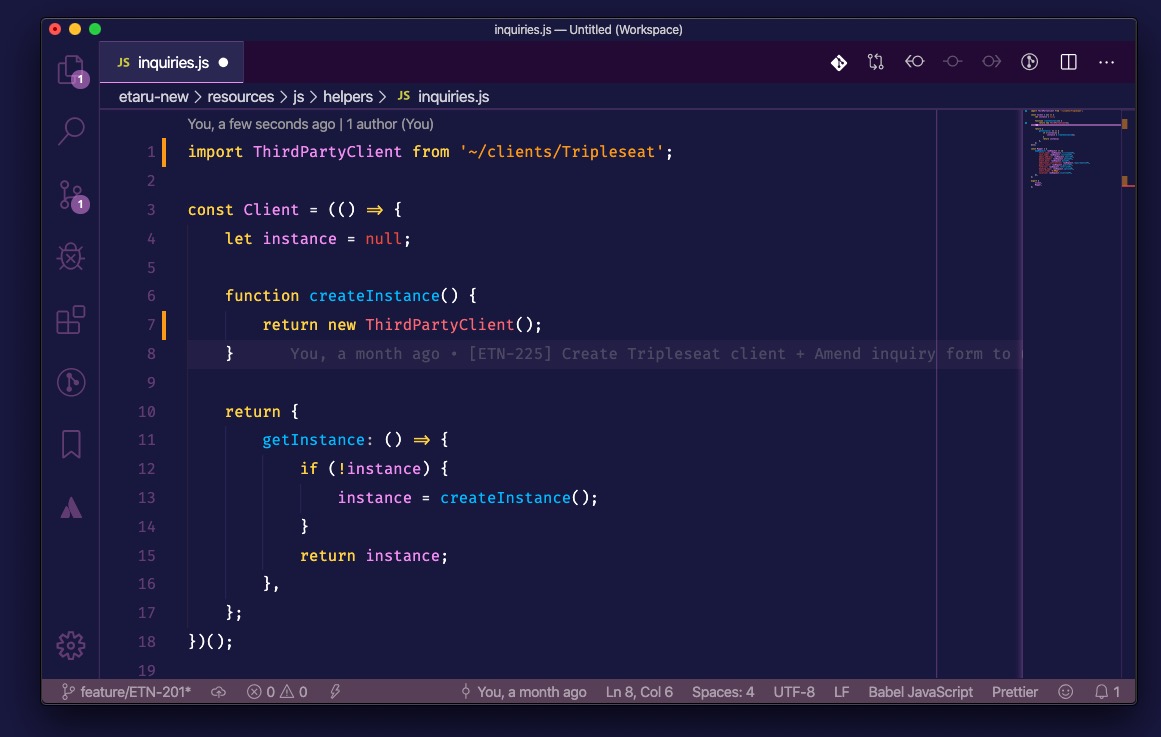 inquiries.js — Untitled (Workspace)
JS inquiries.js
etaru-new > resources > js > helpers > JS inquiries.js
You, a few seconds ago | 1 author (You)
1 import ThirdPartyClient from '~/clients/Tripleseat';
2
3 const Client = (() => {
4     let instance = null;
5
6     function createInstance() {
7         return new ThirdPartyClient();
8     }      You, a month ago • [ETN-225] Create Tripleseat client + Amend inquiry form to
9
10     return {
11         getInstance: () => {
12             if (!instance) {
13                 instance = createInstance();
14             }
15             return instance;
16         },
17     };
18 })();
19
1
1
feature/ETN-201* 0 0 You, a month ago Ln 8, Col 6 Spaces: 4 UTF-8 LF Babel JavaScript Prettier 1